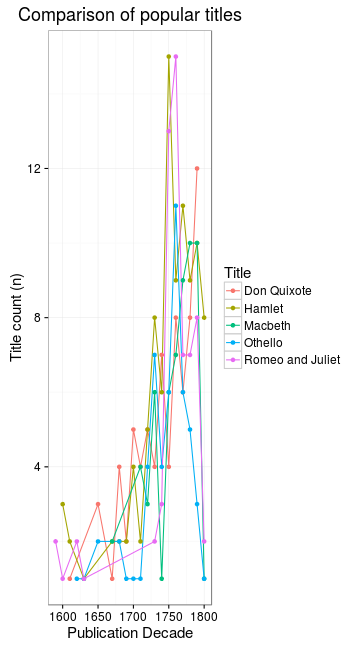 Comparison of popular titles
Title count (n)
12
8
4
1600 1650 1700 1750 1800
Publication Decade
Title
Don Quixote
Hamlet
Macbeth
Othello
Romeo and Juliet